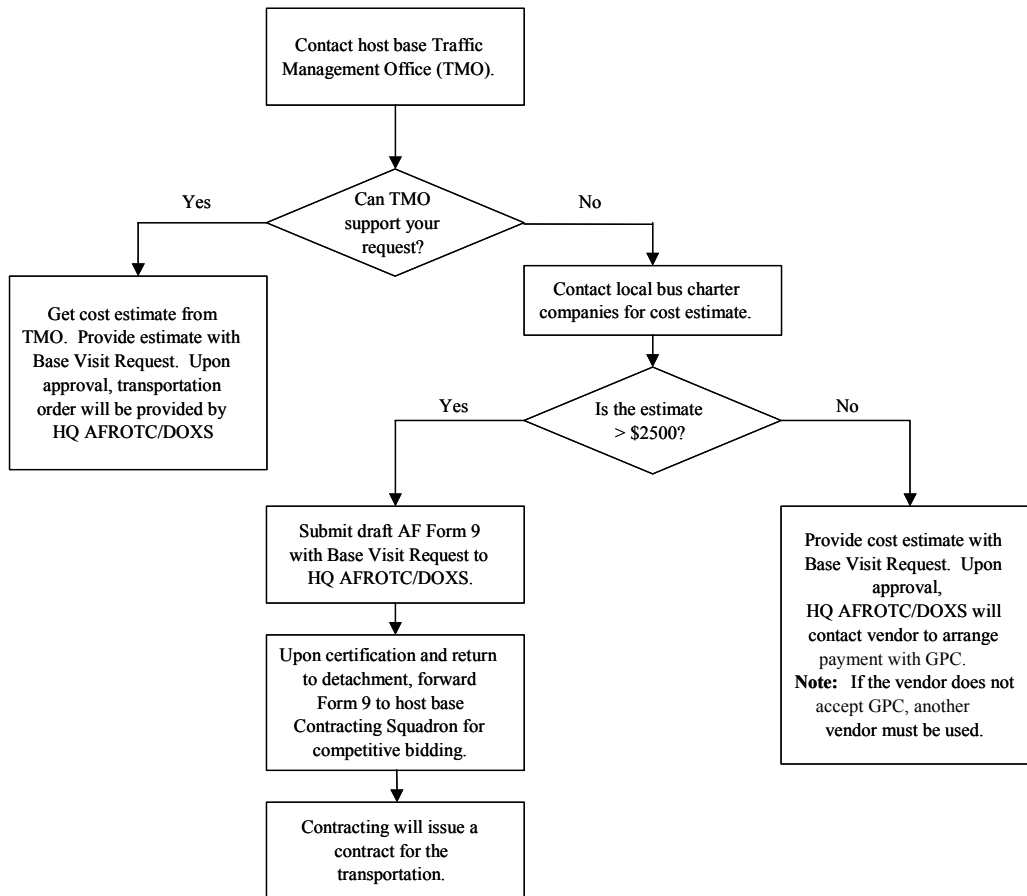 Contact host base Traffic
Management Office (TMO).
Can TMO
support your
request?
Yes
No
Get cost estimate from
TMO. Provide estimate with
Base Visit Request. Upon
approval, transportation
order will be provided by
HQ AFROTC/DOXS
Contact local bus charter
companies for cost estimate.
Is the estimate
> $2500?
Yes
No
Submit draft AF Form 9
with Base Visit Request to
HQ AFROTC/DOXS.
Upon certification and return
to detachment, forward
Form 9 to host base
Contracting Squadron for
competitive bidding.
Contracting will issue a
contract for the
transportation.
Provide cost estimate with
Base Visit Request. Upon
approval,
HQ AFROTC/DOXS will
contact vendor to arrange
payment with GPC.
Note: If the vendor does not
accept GPC, another
vendor must be used.